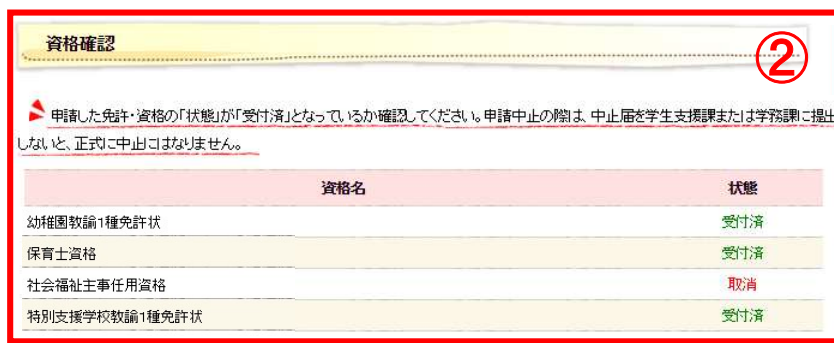 資格確認
②
申請した免許・資格の「状態」が「受付済」となっているか確認してください。申請中止の際は、中止届を学生支援課または学務課に提出
しないと、正式に中止にはなりません。
資格名 状態
幼稚園教諭1種免許状 受付済
保育士資格 受付済
社会福祉主事任用資格 取消
特別支援学校教諭1種免許状 受付済